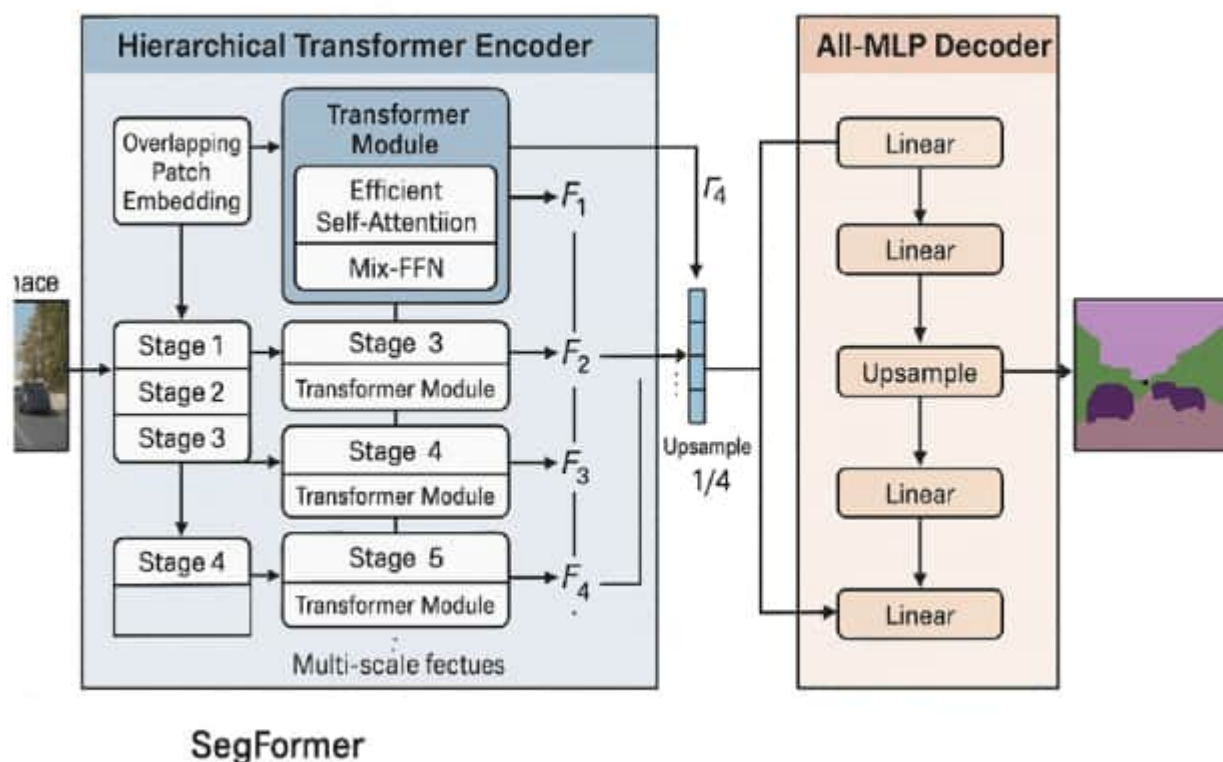 Hierarchical Transformer Encoder
Overlapping
Patch
Embedding
Transformer
Module
Efficient
Self-Attentiion
Mix-FFN
F1
nace
Stage 1
Stage 2
Stage 3
Stage 3
Transformer Module
F2
Stage 4
Transformer Module
F3
Stage 4
Stage 5
Transformer Module
F4
Multi-scale fectues
Γ4
Upsample
1/4
All-MLP Decoder
Linear
Linear
Upsample
Linear
Linear
SegFormer